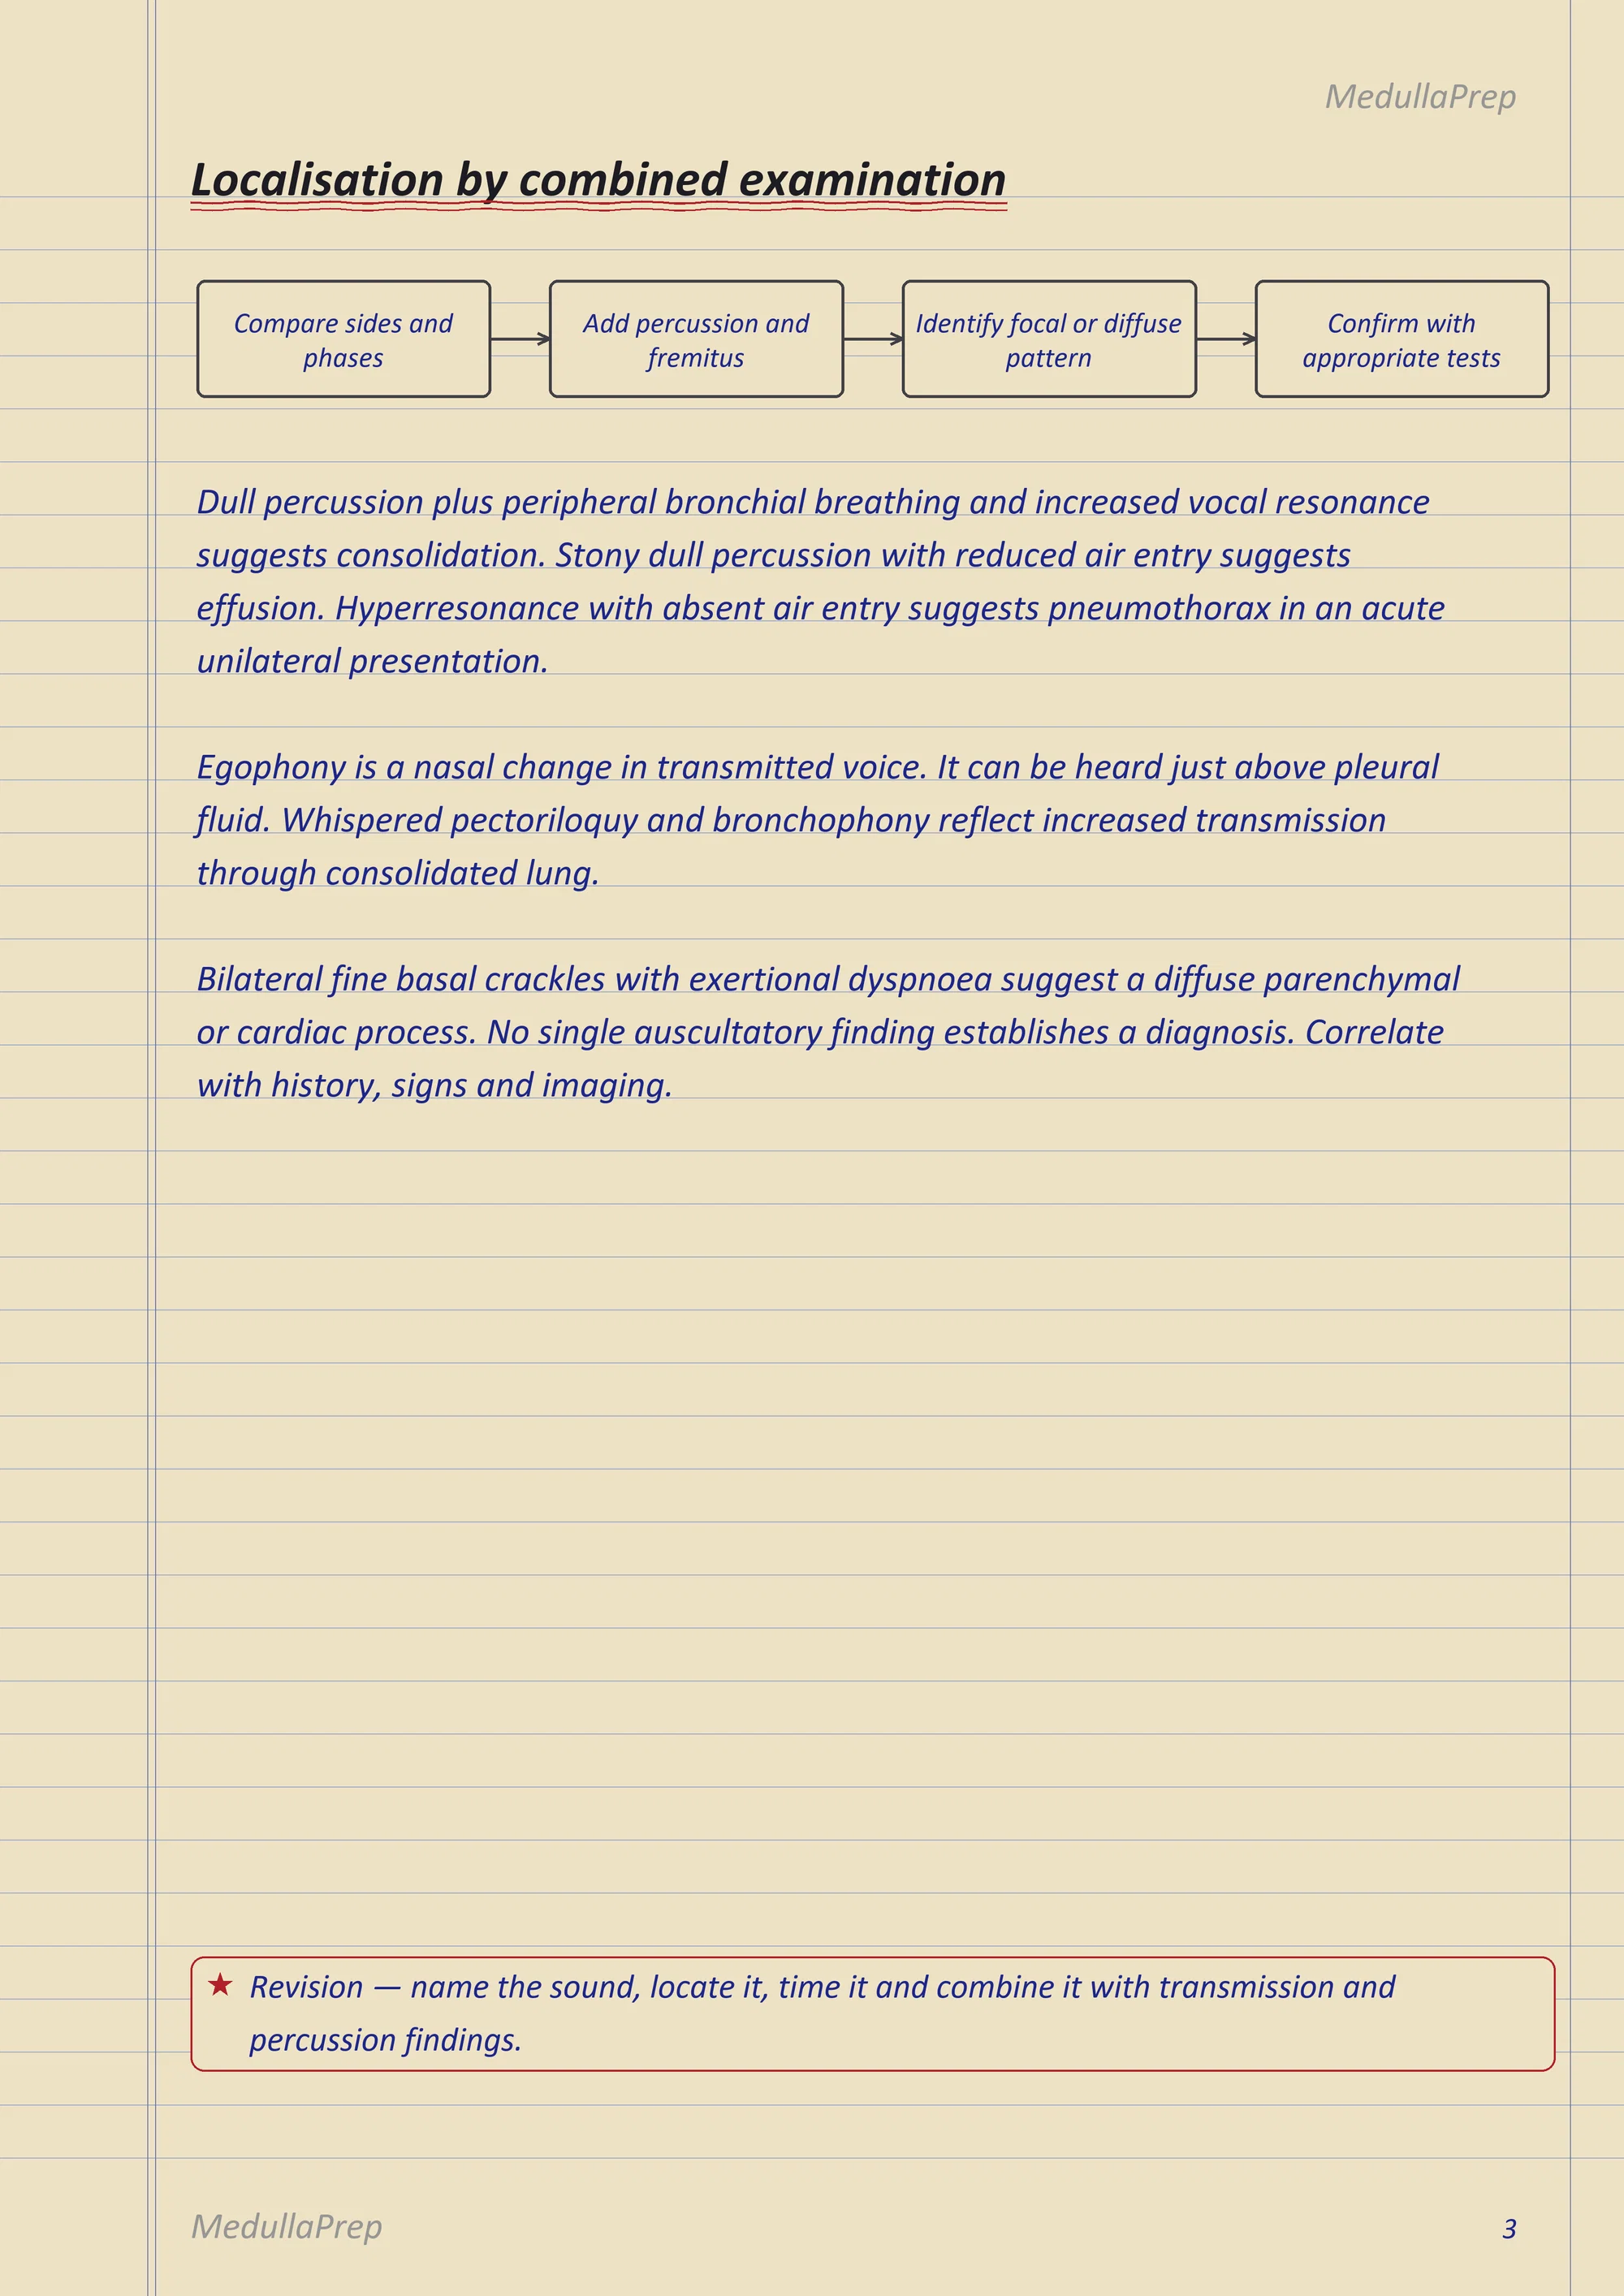 MedullaPrep
Localisation by combined examination
Compare sides and
phases
Add percussion and
fremitus
Identify focal or diffuse
pattern
Confirm with
appropriate tests
Dull percussion plus peripheral bronchial breathing and increased vocal resonance
suggests consolidation. Stony dull percussion with reduced air entry suggests
effusion. Hyperresonance with absent air entry suggests pneumothorax in an acute
unilateral presentation.
Egophony is a nasal change in transmitted voice. It can be heard just above pleural
fluid. Whispered pectoriloquy and bronchophony reflect increased transmission
through consolidated lung.
Bilateral fine basal crackles with exertional dyspnoea suggest a diffuse parenchymal
or cardiac process. No single auscultatory finding establishes a diagnosis. Correlate
with history, signs and imaging.
★ Revision — name the sound, locate it, time it and combine it with transmission and
percussion findings.
MedullaPrep
3